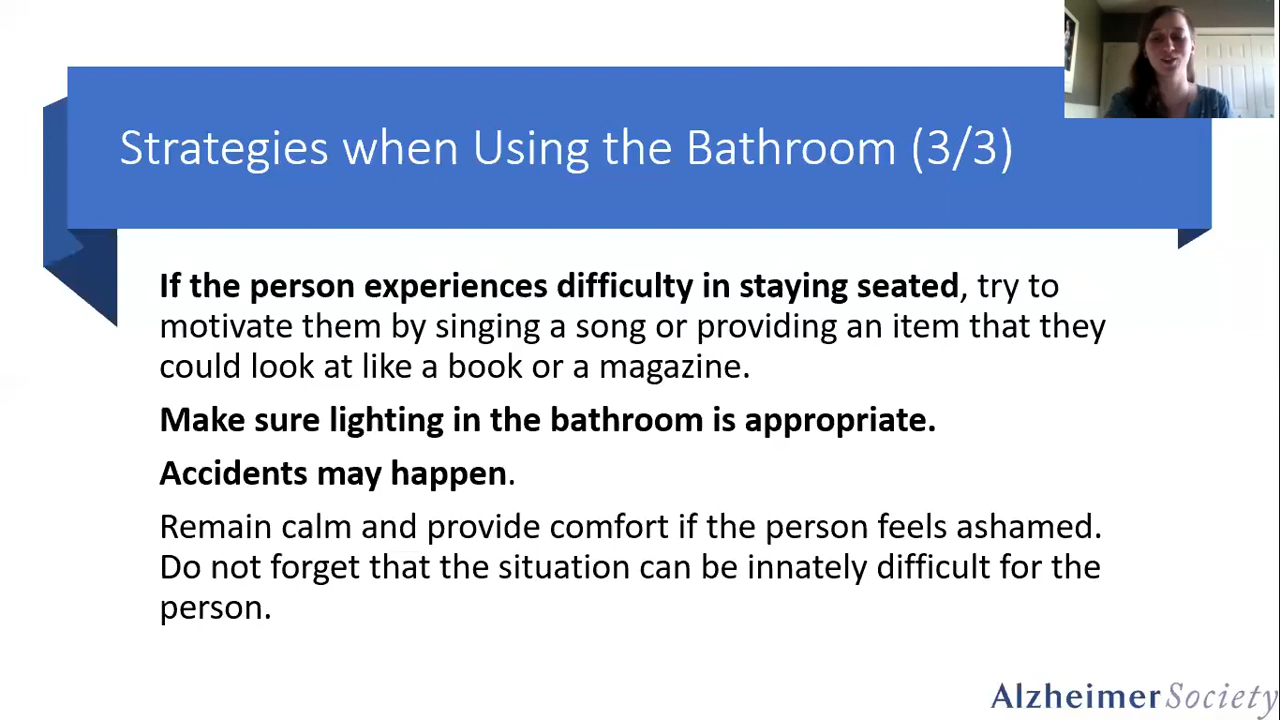 Strategies when Using the Bathroom (3/3)
If the person experiences difficulty in staying seated, try to
motivate them by singing a song or providing an item that they
could look at like a book or a magazine.
Make sure lighting in the bathroom is appropriate.
Accidents may happen.
Remain calm and provide comfort if the person feels ashamed.
Do not forget that the situation can be innately difficult for the
person.
AlzheimerSociety